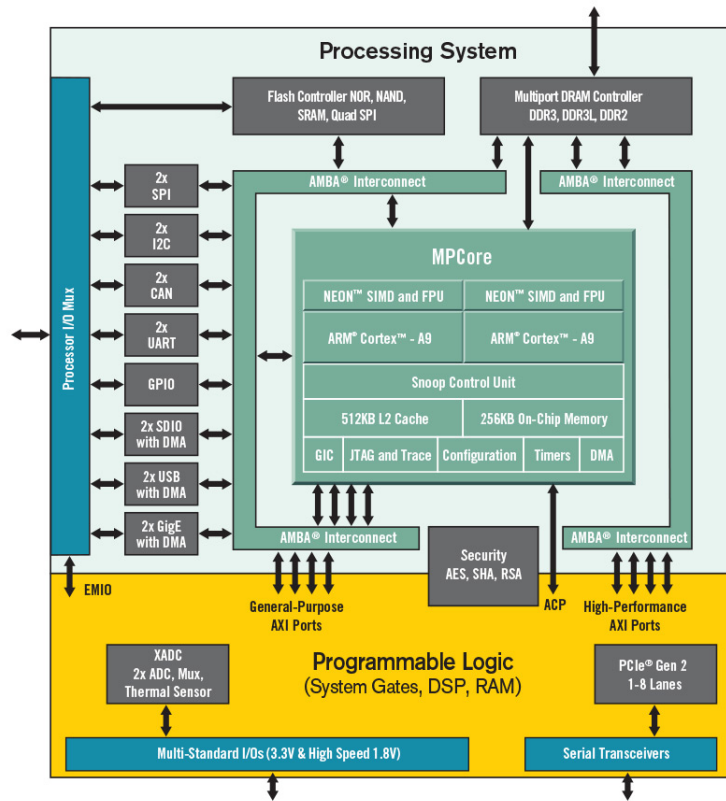 Processing System
Flash Controller NOR, NAND,
SRAM, Quad SPI
Multiport DRAM Controller
DDR3, DDR3L, DDR2
AMBA® Interconnect
AMBA® Interconnect
Processor I/O Mux
2x
SPI
2x
I2C
2x
CAN
2x
UART
GPIO
2x SDIO
with DMA
2x USB
with DMA
2x GigE
with DMA
MPCore
NEON™ SIMD and FPU
NEON™ SIMD and FPU
ARM® Cortex™ - A9
ARM® Cortex™ - A9
Snoop Control Unit
512KB L2 Cache
256KB On-Chip Memory
GIC
JTAG and Trace
Configuration
Timers
DMA
AMBA® Interconnect
AMBA® Interconnect
Security
AES, SHA, RSA
EMIO
General-Purpose
AXI Ports
ACP
High-Performance
AXI Ports
Programmable Logic
(System Gates, DSP, RAM)
XADC
2x ADC, Mux,
Thermal Sensor
PCIe® Gen 2
1-8 Lanes
Multi-Standard I/Os (3.3V & High Speed 1.8V)
Serial Transceivers